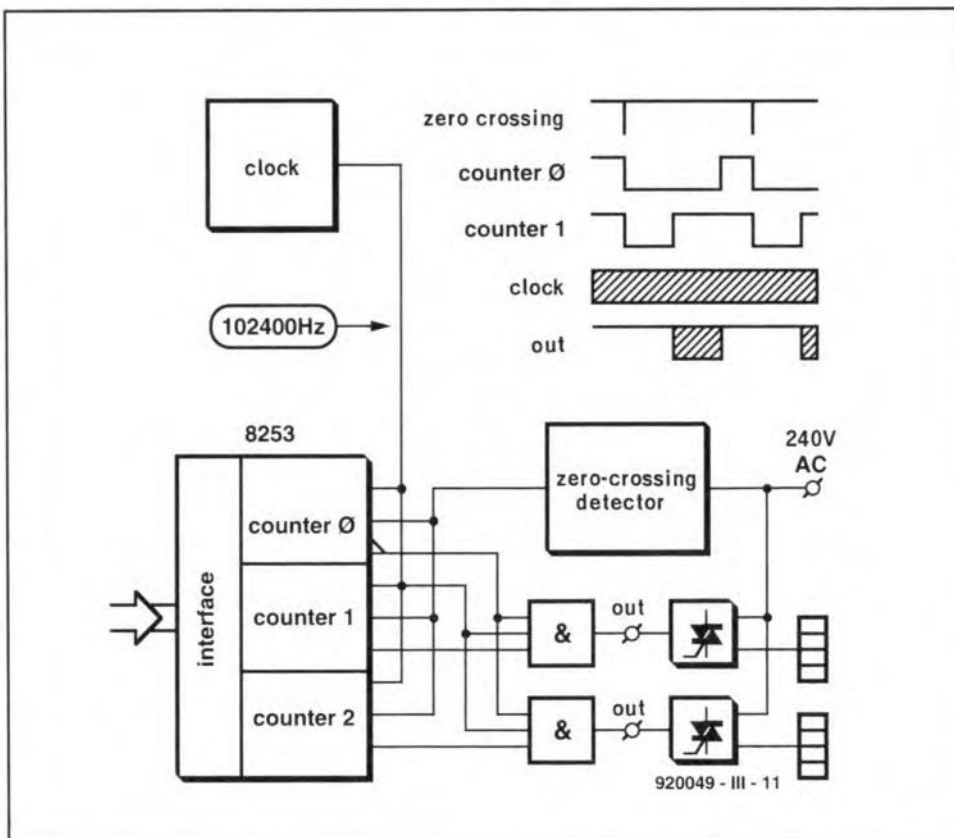 clock
102400Hz
zero crossing
counter Ø
counter 1
clock
out
8253
interface
counter Ø
counter 1
counter 2
zero-crossing
detector
240V
AC
&
out
&
out
920049 - III - 11